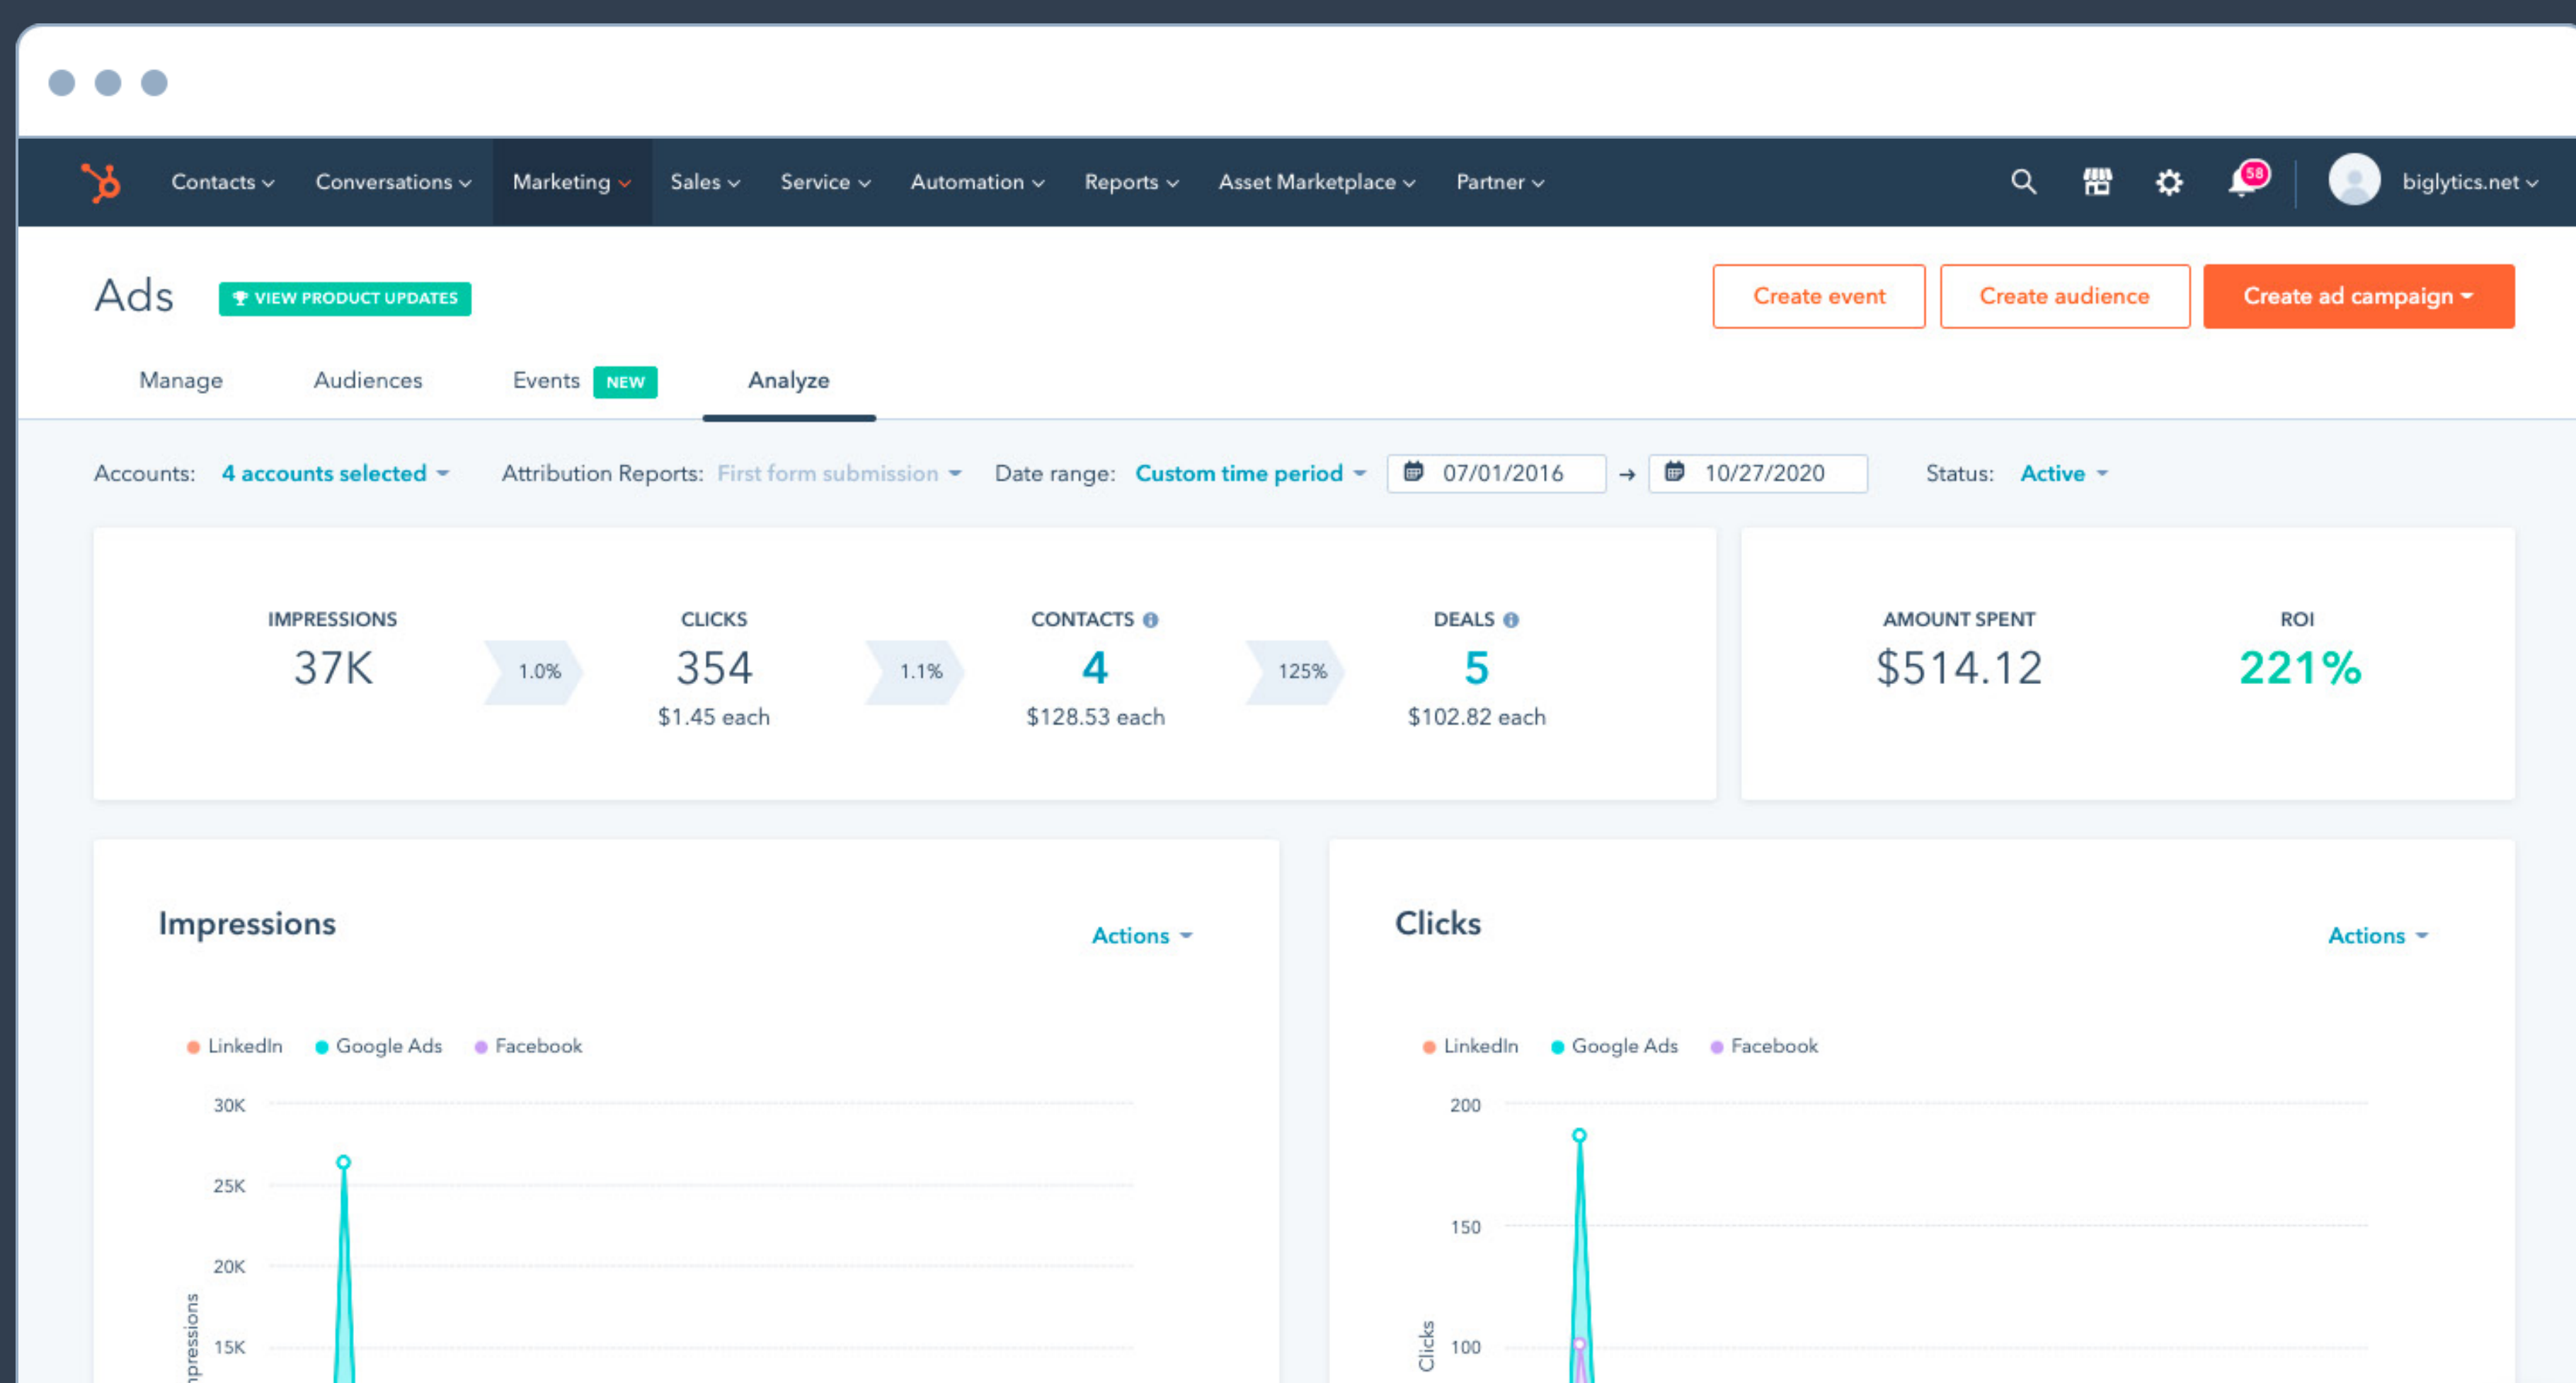 Contacts Conversations Marketing Sales Service Automation Reports Asset Marketplace Partner 58 biglytics.net
Ads VIEW PRODUCT UPDATES Create event Create audience Create ad campaign
Manage Audiences Events NEW Analyze
Accounts: 4 accounts selected Attribution Reports: First form submission Date range: Custom time period 07/01/2016 → 10/27/2020 Status: Active
IMPRESSIONS CLICKS CONTACTS DEALS AMOUNT SPENT ROI
37K 1.0% 354 1.1% 4 125% 5 $514.12 221%
$1.45 each $128.53 each $102.82 each
Impressions Actions
LinkedIn Google Ads Facebook
30K
25K
20K
15K
Clicks Actions
LinkedIn Google Ads Facebook
200
150
Clicks
100